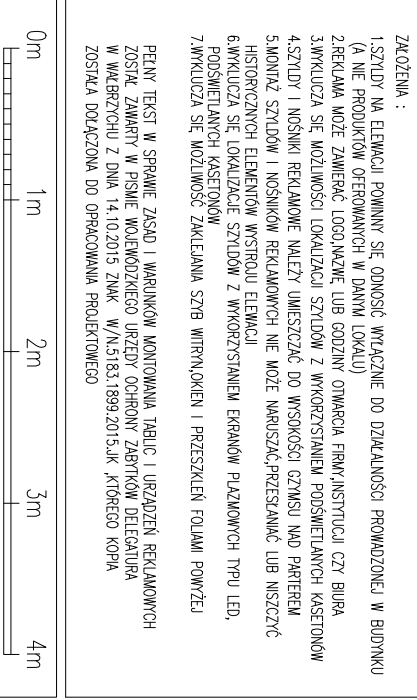 ZAŁOŻENIA :
1.SZYLDY NA ELEWACJI POWINNY SIĘ ODNOSIĆ WYŁĄCZNIE DO DZIAŁALNOŚCI PROWADZONEJ W BUDYNKU
(A NIE PRODUKTÓW OFEROWANYCH W DANYM LOKALU)
2.REKLAMA MOŻE ZAWIERAĆ LOGO,NAZWĘ LUB GODZINY OTWARCIA FIRMY,INSTYTUCJI CZY BIURA
3.WYKLUCZA SIĘ MOŻLIWOŚCI LOKALIZACJI SZYLDÓW Z WYKORZYSTANIEM PODŚWIETLANYCH KASETONÓW
4.SZYLDY I NOŚNIKI REKLAMOWE NALEŻY UMIESZCZAĆ DO WYSOKOŚCI GZYMSU NAD PARTEREM
5.MONTAŻ SZYLDÓW I NOŚNIKÓW REKLAMOWYCH NIE MOŻE NARUSZAĆ,PRZESŁANIAĆ LUB NISZCZYĆ
HISTORYCZNYCH ELEMENTÓW WYSTROJU ELEWACJI
6.WYKLUCZA SIĘ LOKALIZACJE SZYLDÓW Z WYKORZYSTANIEM EKRANÓW PLAZMOWYCH TYPU LED,
PODŚWIETLANYCH KASETONÓW
7.WYKLUCZA SIĘ MOŻLIWOŚĆ ZAKLEJANIA SZYB WITRYN,OKIEN I PRZESZKLEŃ FOLIAMI POWYŻEJ
PEŁNY TEKST W SPRAWIE ZASAD I WARUNKÓW MONTOWANIA TABLIC I URZĄDZEŃ REKLAMOWYCH
ZOSTAŁ ZAWARTY W PISMIE WOJEWÓDZKIEGO URZĘDY OCHRONY ZABYTKÓW DELEGATURA
W WAŁBRZYCHU Z DNIA 14.10.2015 ZNAK W/N.5183.1899.2015.JK ,KTÓREGO KOPIA
ZOSTAŁA DOŁĄCZONA DO OPRACOWANIA PROJEKTOWEGO
0m 1m 2m 3m 4m